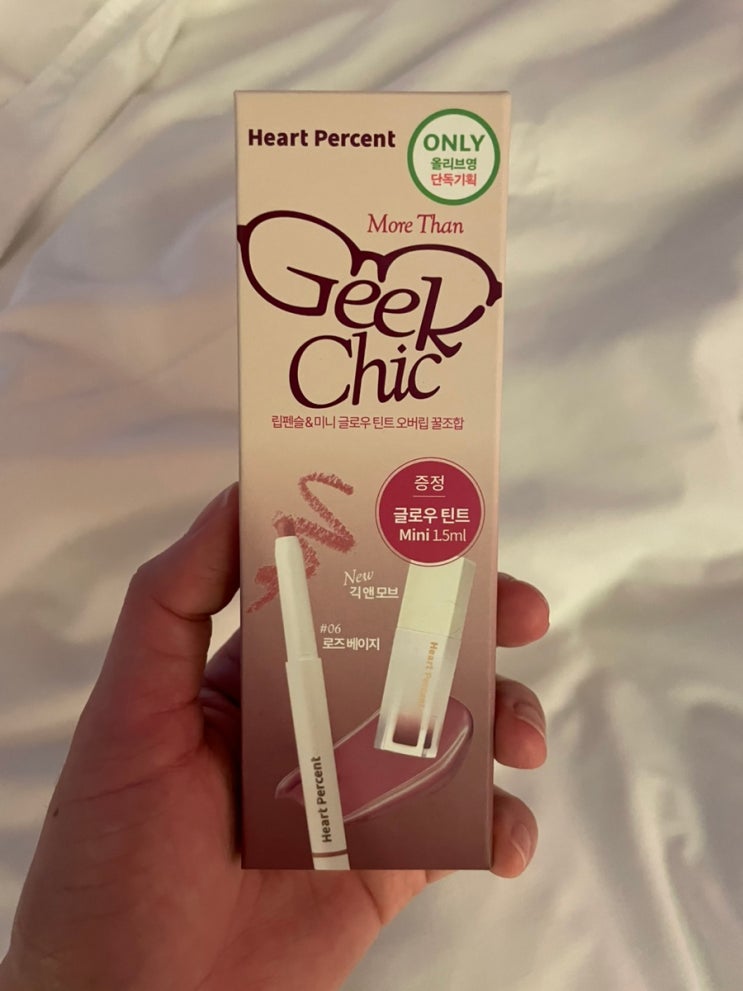 Heart Percent
ONLY
올리브영
단독기획
More Than
Geek
Chic
립펜슬&미니 글로우 틴트 오버립 꿀조합
증정
글로우 틴트
Mini 1.5ml
New
긱앤모브
#06
로즈 베이지
Heart Percent
Heart Percent